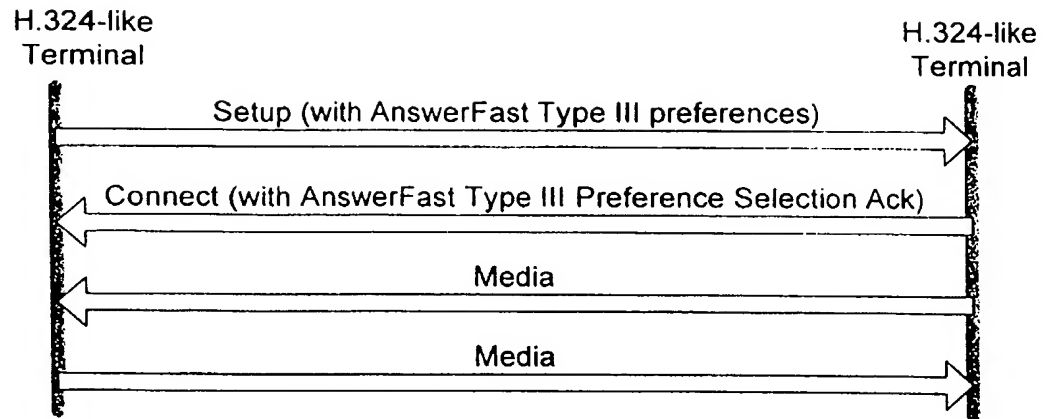 H.324-like
Terminal
H.324-like
Terminal
Setup (with AnswerFast Type III preferences)
Connect (with AnswerFast Type III Preference Selection Ack)
Media
Media